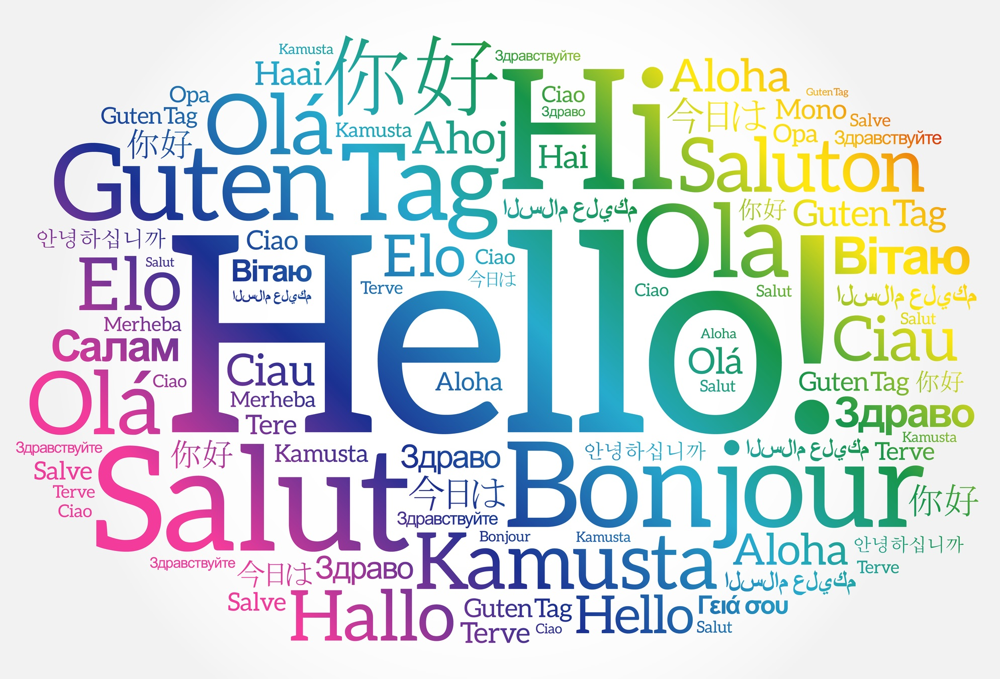 Kamusta
你好
Здравствуйте
Haai
Hi
Aloha
Opa
Olá
Ciao
Guten Tag
Guten Tag
Здраво
今日は
Mono
Salve
你好
Kamusta
Ahoj
Opa
Здравствуйте
Guten Tag
Hai
Saluton
السلام عليكم
Ola
你好
Guten Tag
안녕하십니까
Hello!
Ciao
Elo
Ciao
Вітаю
Elo
Salut
Вітаю
今日は
Terve
Ciao
Salut
السلام عليكم
السلام عليكم
Merheba
Salut
Салам
Ciau
Aloha
Ciau
Olá
Ciao
Aloha
Olá
Salut
Guten Tag
你好
Merheba
Tere
Здраво
Kamusta
Здравствуйте
你好
Kamusta
Здраво
안녕하십니까
السلام عليكم
Terve
Salve
Salut
Bonjour
Terve
今日は
你好
Ciao
Здравствуйте
Bonjour
Kamusta
Aloha
안녕하십니까
Здравствуйте
今日は
Здраво
Kamusta
Terve
السلام عليكم
Salve
Hallo
Guten Tag
Hello
Γειά σου
Terve
Ciao
Salut